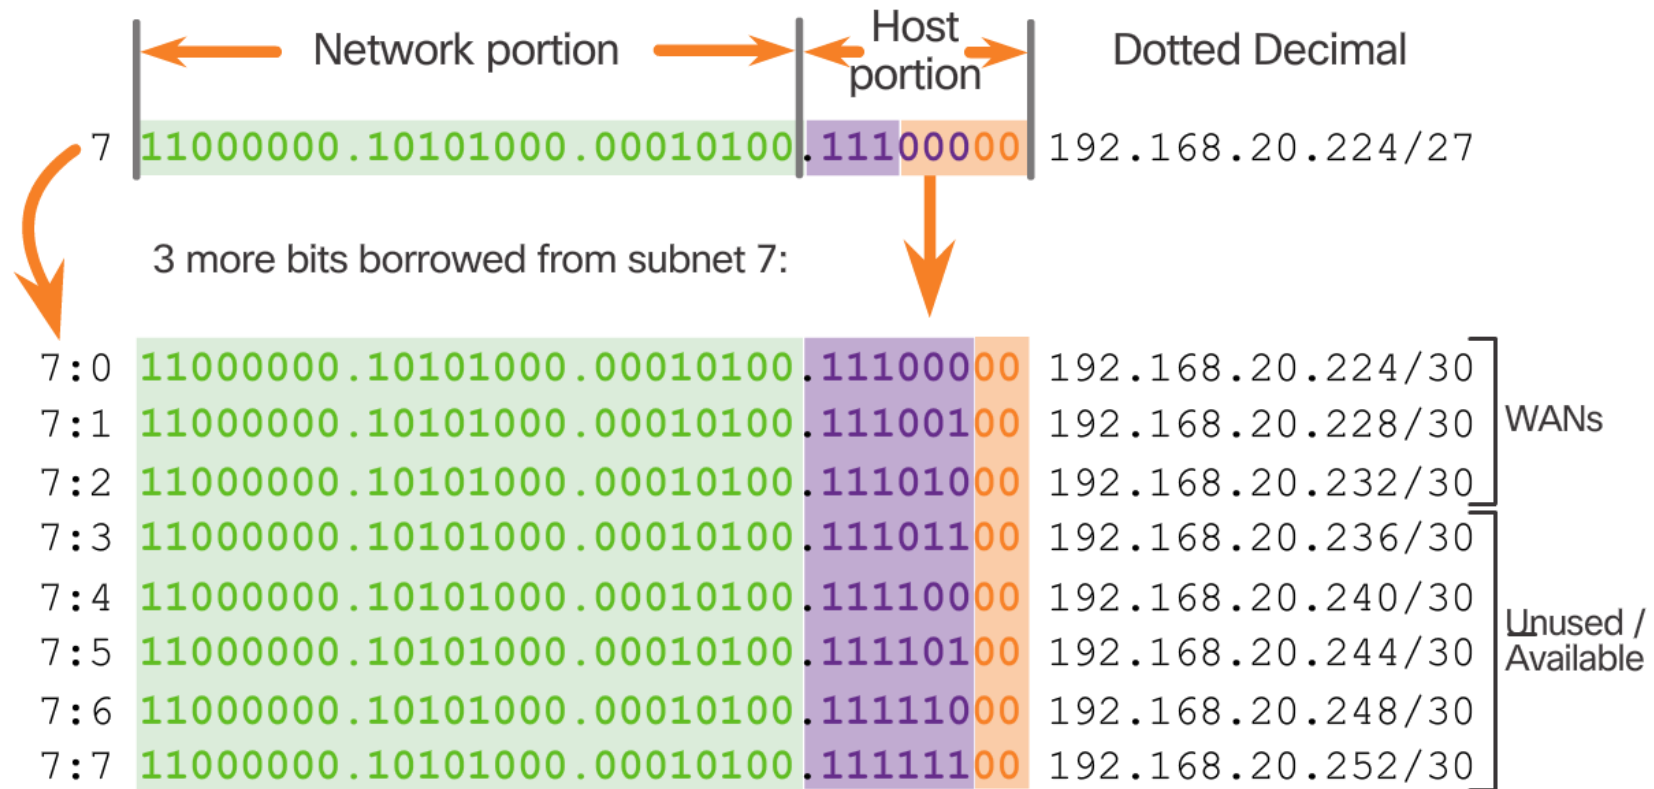 Network portion
Host portion
Dotted Decimal
7 11000000.10101000.00010100.11100000 192.168.20.224/27
3 more bits borrowed from subnet 7:
7:0 11000000.10101000.00010100.11100000 192.168.20.224/30
7:1 11000000.10101000.00010100.11100100 192.168.20.228/30
WANs
7:2 11000000.10101000.00010100.11101000 192.168.20.232/30
7:3 11000000.10101000.00010100.11101100 192.168.20.236/30
7:4 11000000.10101000.00010100.11110000 192.168.20.240/30
Unused /
Available
7:5 11000000.10101000.00010100.11110100 192.168.20.244/30
7:6 11000000.10101000.00010100.11111000 192.168.20.248/30
7:7 11000000.10101000.00010100.11111100 192.168.20.252/30